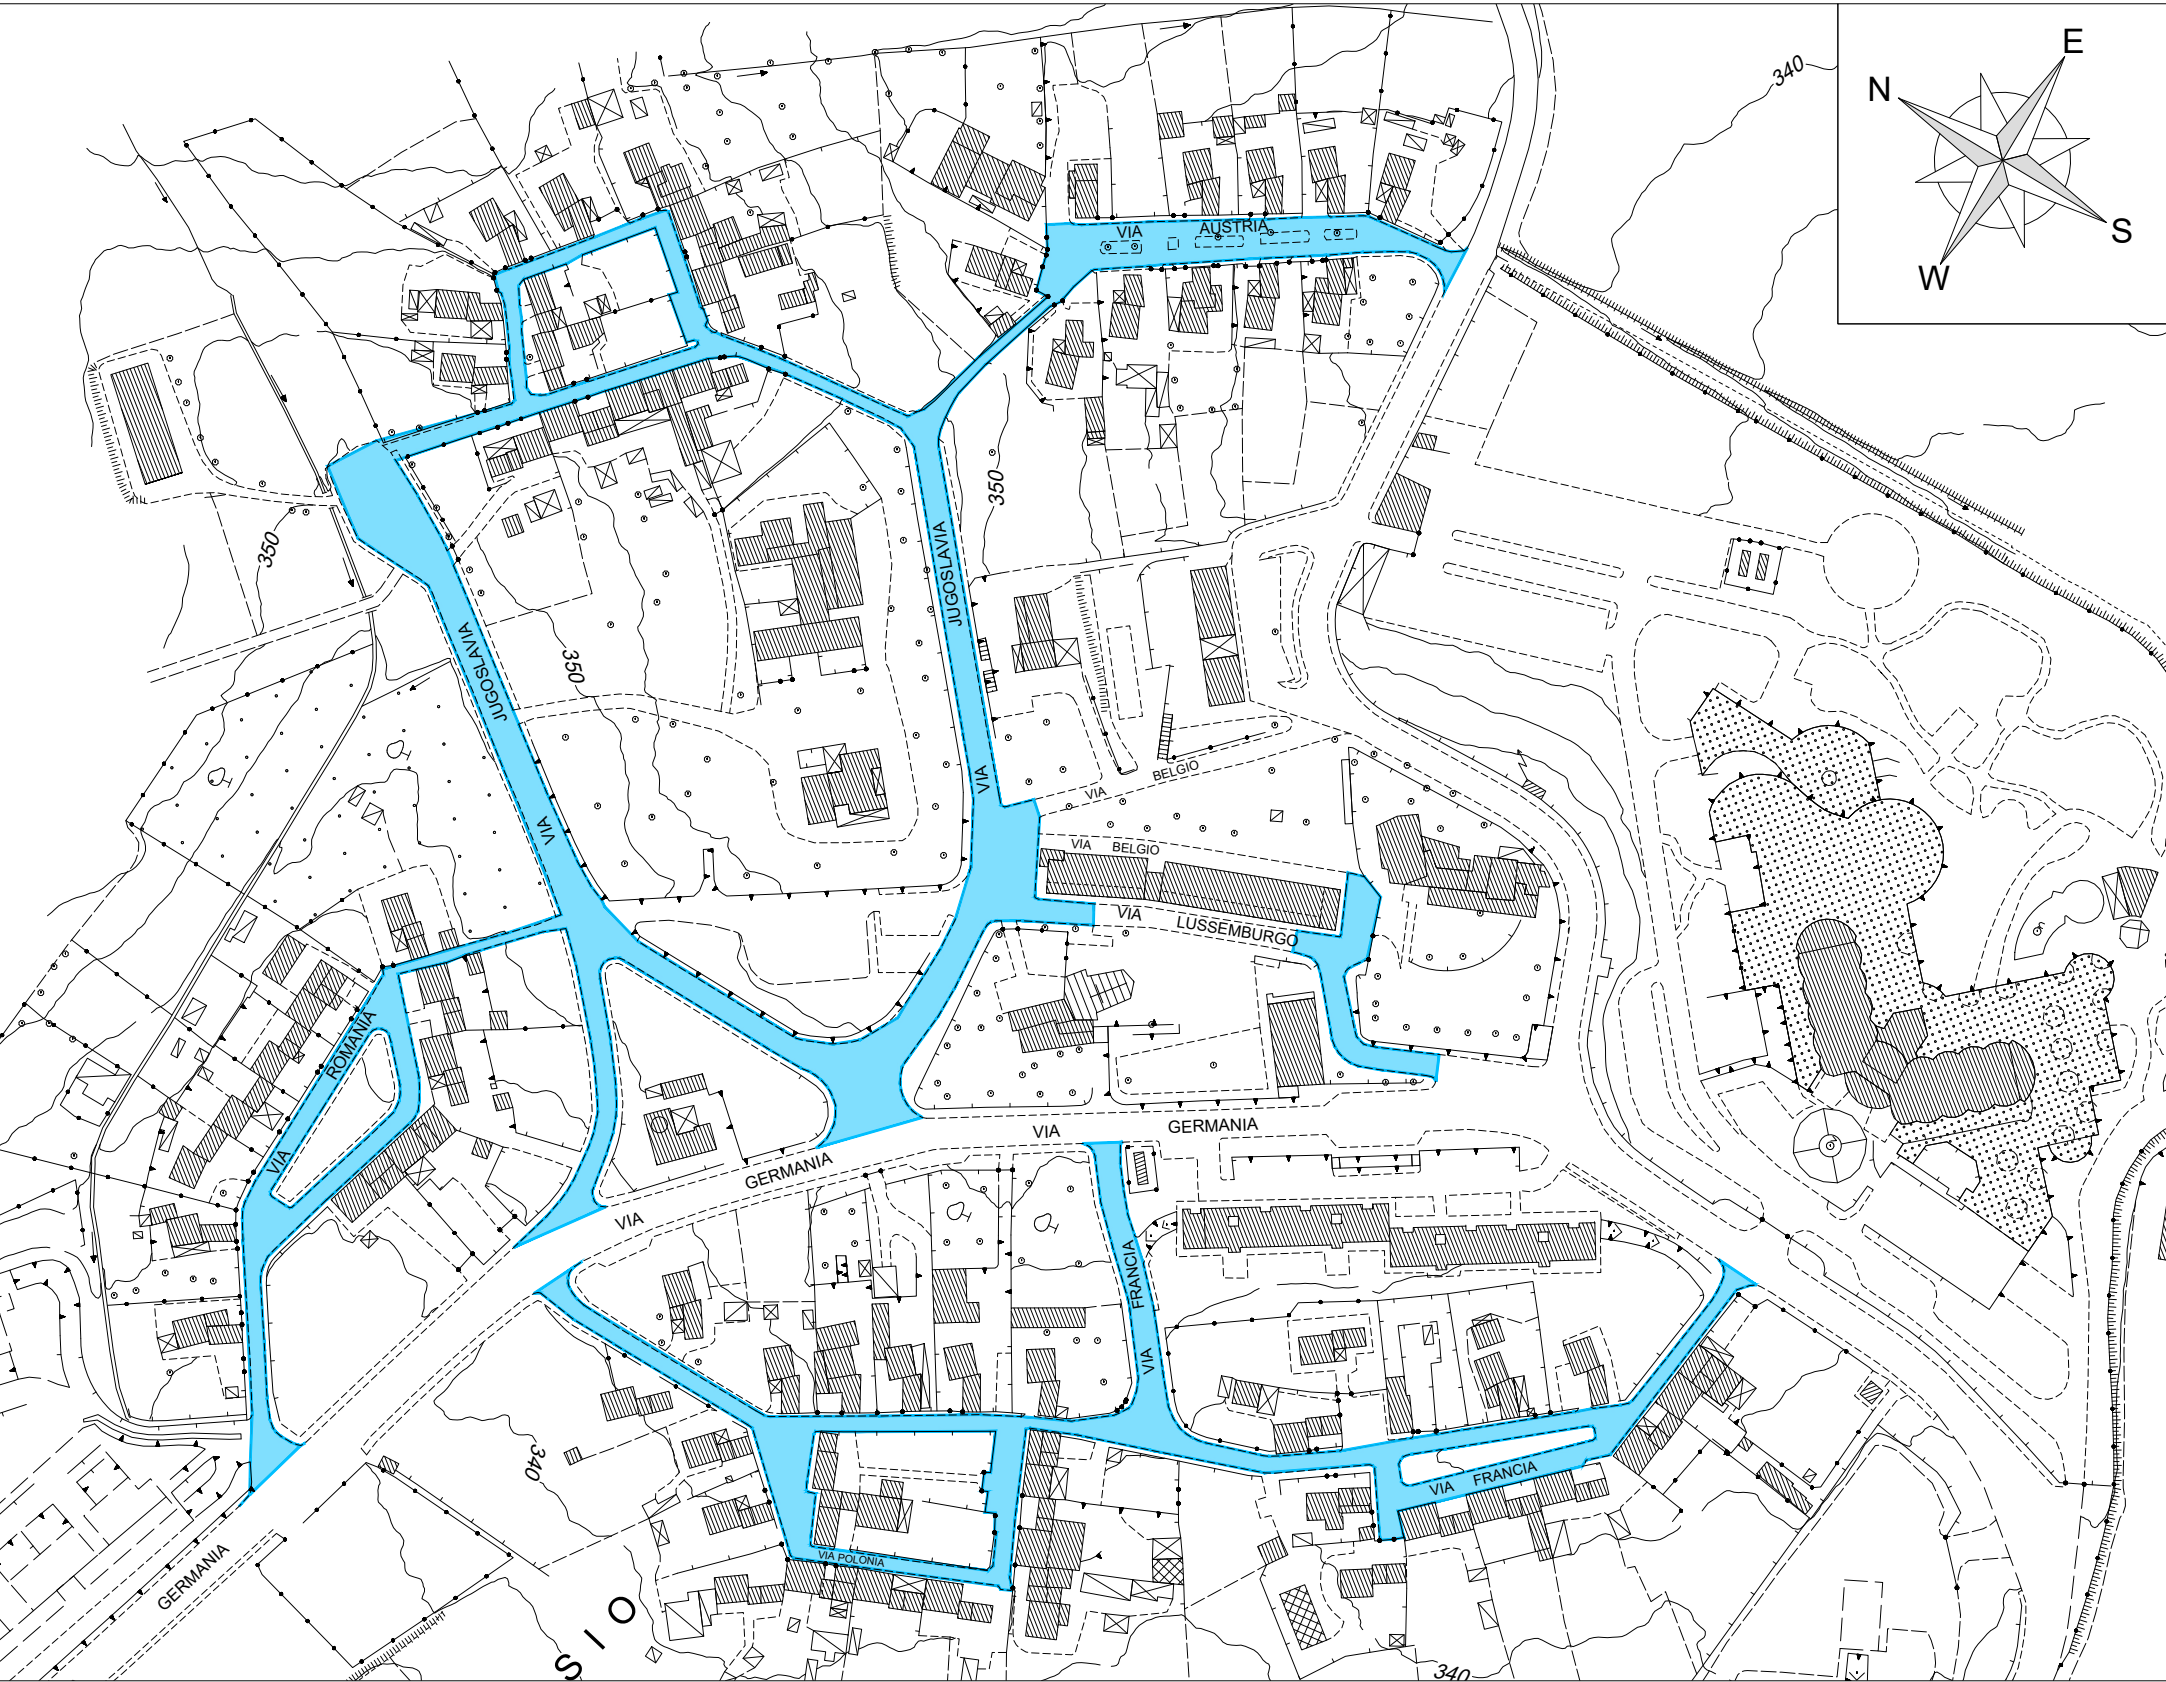 E
N
S
W
340
VIA AUSTRIA
350
350
350
JUGOSLAVIA
VIA
JUGOSLAVIA
VIA
VIA BELGIO
VIA BELGIO
VIA LUSSEMBURGO
VIA ROMANIA
VIA GERMANIA
VIA GERMANIA
VIA FRANCIA
VIA FRANCIA
VIA POLONIA
340
GERMANIA
SIO
340